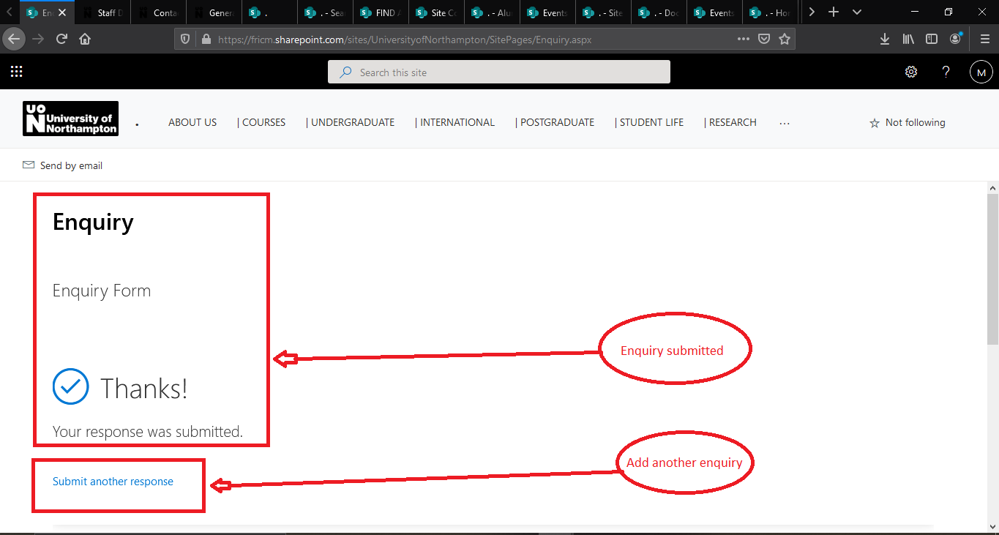 En
Staff D
Conta
Genera
.
. - Sea
FIND A
Site Co
. - Alu
Events
. - Site
. - Doc
Events
. - Hor
https://fricm.sharepoint.com/sites/UniversityofNorthampton/SitePages/Enquiry.aspx
Search this site
?
M
UO
N University of
Northampton
.
ABOUT US
| COURSES
| UNDERGRADUATE
| INTERNATIONAL
| POSTGRADUATE
| STUDENT LIFE
| RESEARCH
...
Not following
Send by email
Enquiry
Enquiry Form
Enquiry submitted
Thanks!
Your response was submitted.
Add another enquiry
Submit another response